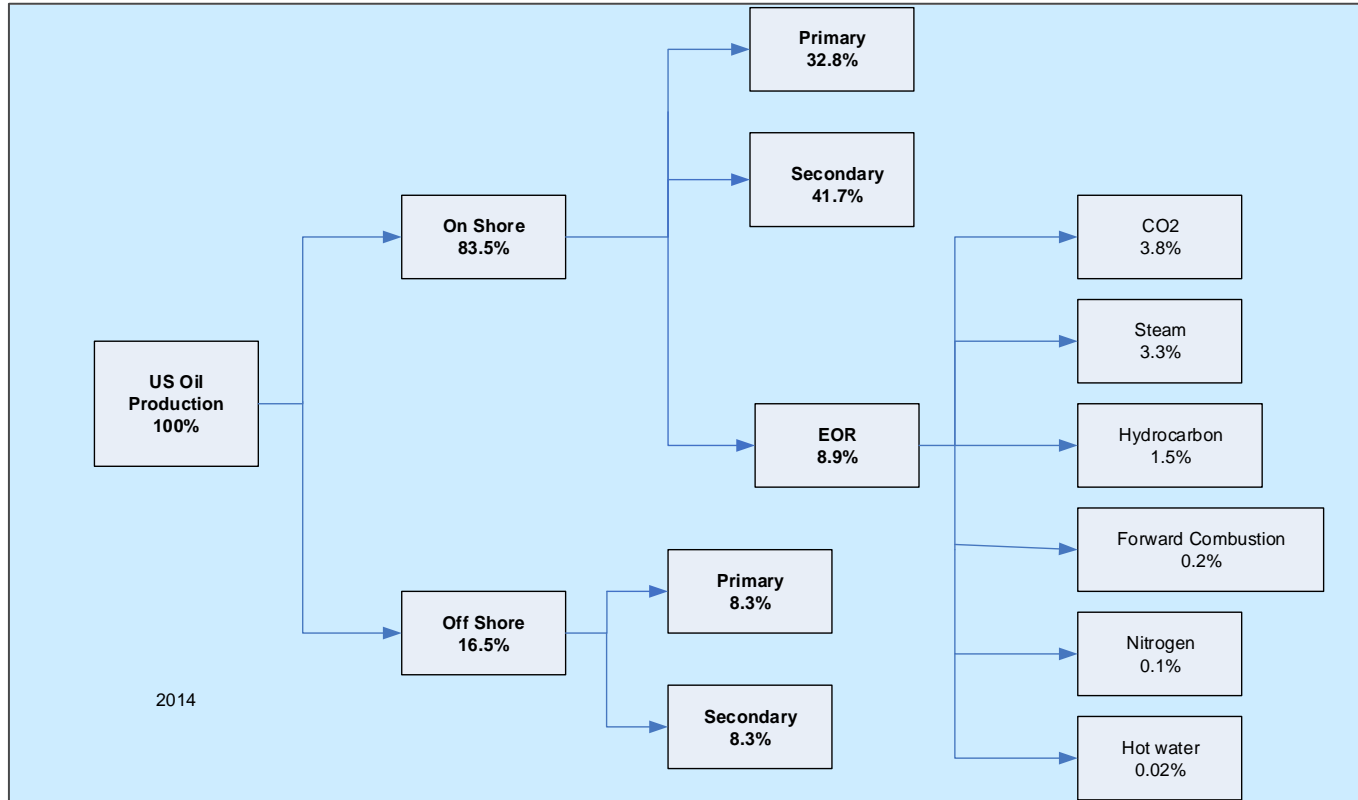 US Oil
Production
100%
On Shore
83.5%
Primary
32.8%
Secondary
41.7%
EOR
8.9%
CO2
3.8%
Steam
3.3%
Hydrocarbon
1.5%
Forward Combustion
0.2%
Nitrogen
0.1%
Hot water
0.02%
Off Shore
16.5%
Primary
8.3%
Secondary
8.3%
2014